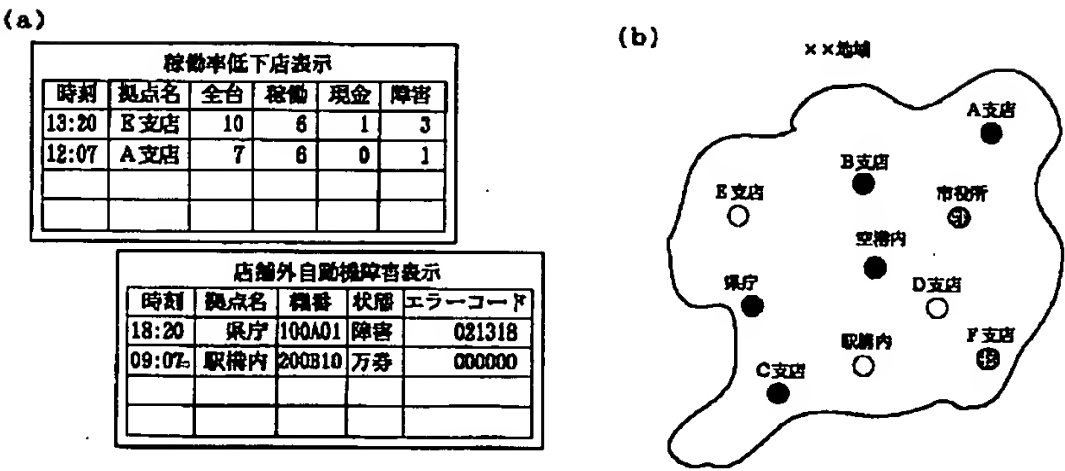 (a)
稼働率低下店表示
時刻 拠点名 全台 稼働 現金 障害
13:20 E支店 10 6 1 3
12:07 A支店 7 6 0 1
店舗外自動機障害表示
時刻 拠点名 機番 状態 エラーコード
18:20 県庁 100A01 障害 021318
09:07 駅構内 200B10 万券 000000
(b)
××地域
A支店
B支店
E支店
市役所
空港内
県庁
D支店
駅構内
F支店
C支店